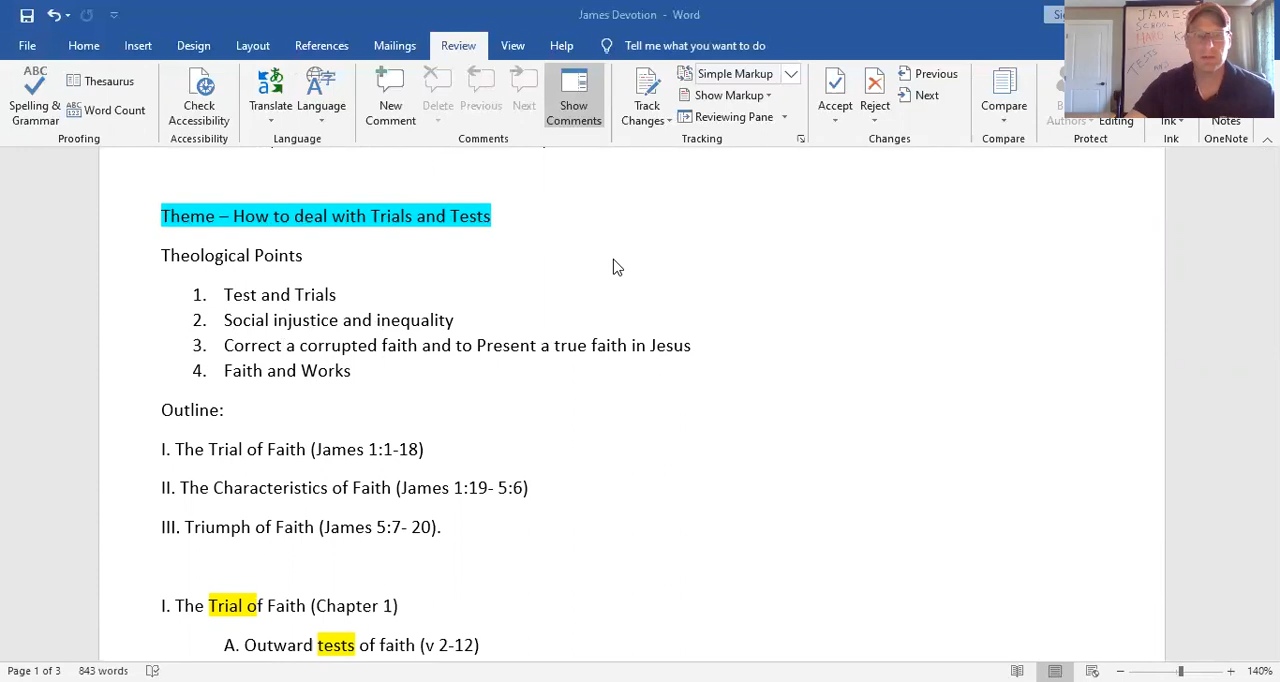 James Devotion - Word
File Home Insert Design Layout References Mailings Review View Help Tell me what you want to do
Spelling & Grammar
Thesaurus
Word Count
Proofing
Check Accessibility
Accessibility
Translate
Language
Language
New Comment
Delete
Previous
Next
Show Comments
Comments
Track Changes
Simple Markup
Show Markup
Reviewing Pane
Tracking
Accept
Reject
Previous
Next
Changes
Compare
Compare
Authors
Editing
Protect
Ink
Ink
Notes
OneNote
JAMES
Theme – How to deal with Trials and Tests
Theological Points
1. Test and Trials
2. Social injustice and inequality
3. Correct a corrupted faith and to Present a true faith in Jesus
4. Faith and Works
Outline:
I. The Trial of Faith (James 1:1-18)
II. The Characteristics of Faith (James 1:19- 5:6)
III. Triumph of Faith (James 5:7- 20).
I. The Trial of Faith (Chapter 1)
A. Outward tests of faith (v 2-12)
Page 1 of 3 843 words 140%